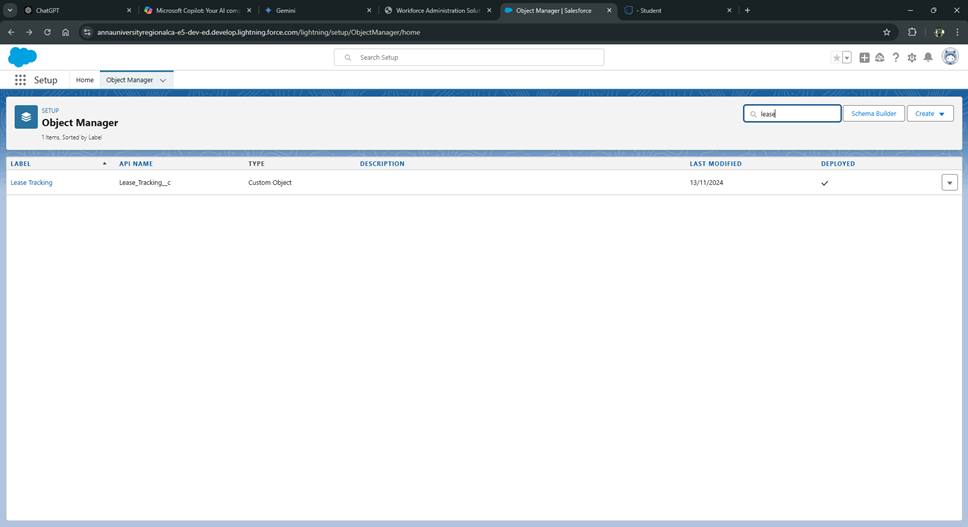 ChatGPT
Microsoft Copilot: Your AI com
Gemini
Workforce Administration Solut
Object Manager | Salesforce
- Student
annauniversityregionalca-e5-dev-ed.develop.lightning.force.com/lightning/setup/ObjectManager/home
Search Setup
Setup
Home
Object Manager
SETUP
Object Manager
1 Items, Sorted by Label
lease
Schema Builder
Create
LABEL API NAME TYPE DESCRIPTION LAST MODIFIED DEPLOYED
Lease Tracking Lease_Tracking__c Custom Object 13/11/2024